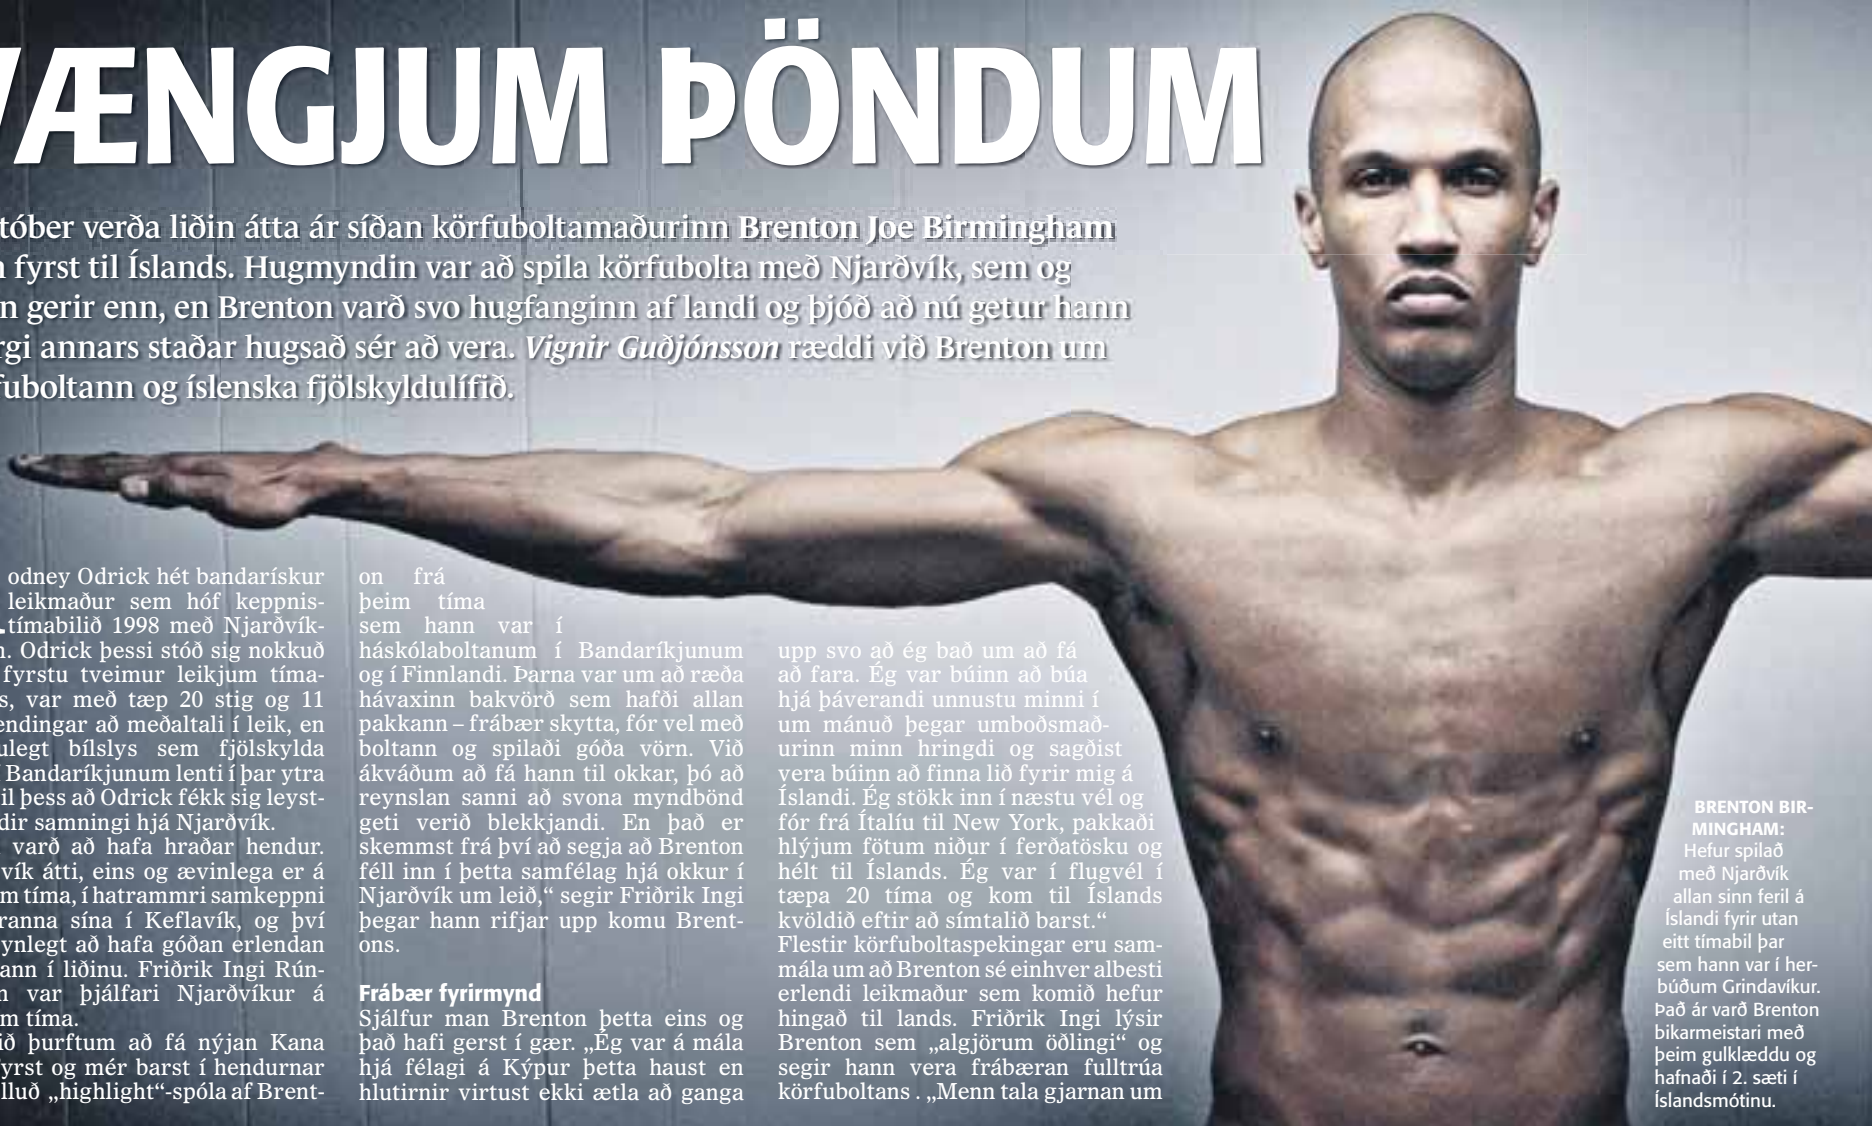 VÆNGJUM ÞÖNDUM
tóber verða liðin átta ár síðan körfuboltamaðurinn Brenton Joe Birmingham
fyrst til Íslands. Hugmyndin var að spila körfubolta með Njarðvík, sem og
n gerir enn, en Brenton varð svo hugfanginn af landi og þjóð að nú getur hann
rgi annars staðar hugsað sér að vera. Vignir Guðjónsson ræddi við Brenton um
fuboltann og íslenska fjölskyldulífið.
odney Odrick hét bandarískur
leikmaður sem hóf keppnis-
tímabilið 1998 með Njarðvík-
n. Odrick þessi stóð sig nokkuð
fyrstu tveimur leikjum tíma-
s, var með tæp 20 stig og 11
endingar að meðaltali í leik, en
ulegt bílslys sem fjölskylda
Bandaríkjunum lenti í þar ytra
il þess að Odrick fékk sig leyst-
dir samningi hjá Njarðvík.
varð að hafa hraðar hendur.
vík átti, eins og ævinlega er á
m tíma, í hatrammri samkeppni
ranna sína í Keflavík, og því
ynlegt að hafa góðan erlendan
ann í liðinu. Friðrik Ingi Rún-
n var þjálfari Njarðvíkur á
m tíma.
ið þurftum að fá nýjan Kana
yrst og mér barst í hendurnar
lluð „highlight“-spóla af Brent-
on frá
þeim tíma
sem hann var í
háskólaboltanum í Bandaríkjunum
og í Finnlandi. Þarna var um að ræða
hávaxinn bakvörð sem hafði allan
pakkann – frábær skytta, fór vel með
boltann og spilaði góða vörn. Við
ákváðum að fá hann til okkar, þó að
reynslan sanni að svona myndbönd
geti verið blekkjandi. En það er
skemmst frá því að segja að Brenton
féll inn í þetta samfélag hjá okkur í
Njarðvík um leið,“ segir Friðrik Ingi
þegar hann rifjar upp komu Brent-
ons.
Frábær fyrirmynd
Sjálfur man Brenton þetta eins og
það hafi gerst í gær. „Ég var á mála
hjá félagi á Kýpur þetta haust en
hlutirnir virtust ekki ætla að ganga
upp svo að ég bað um að fá
að fara. Ég var búinn að búa
hjá þáverandi unnustu minni í
um mánuð þegar umboðsmað-
urinn minn hringdi og sagðist
vera búinn að finna lið fyrir mig á
Íslandi. Ég stökk inn í næstu vél og
fór frá Ítalíu til New York, pakkaði
hlýjum fötum niður í ferðatösku og
hélt til Íslands. Ég var í flugvél í
tæpa 20 tíma og kom til Íslands
kvöldið eftir að símtalið barst.“
Flestir körfuboltaspekingar eru sam-
mála um að Brenton sé einhver albesti
erlendi leikmaður sem komið hefur
hingað til lands. Friðrik Ingi lýsir
Brenton sem „algjörum öðlingi“ og
segir hann vera frábæran fulltrúa
körfuboltans . „Menn tala gjarnan um
BRENTON BIR-
MINGHAM:
Hefur spilað
með Njarðvík
allan sinn feril á
Íslandi fyrir utan
eitt tímabil þar
sem hann var í her-
búðum Grindavíkur.
Það ár varð Brenton
bikarmeistari með
þeim gulklæddu og
hafnaði í 2. sæti í
Íslandsmótinu.